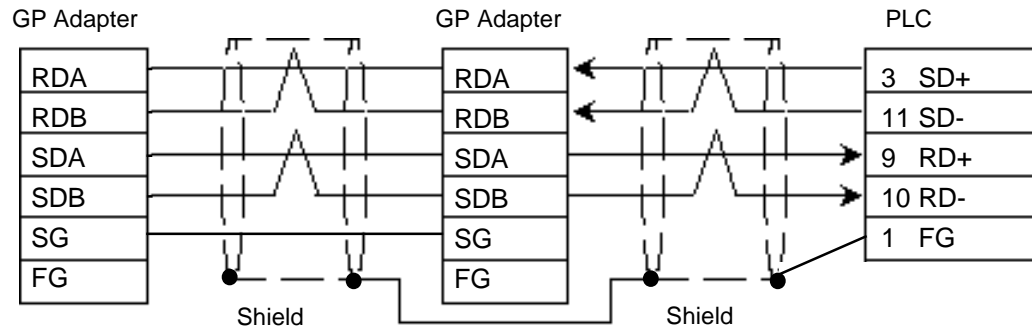 GP Adapter GP Adapter PLC
RDA RDA 3 SD+
RDB RDB 11 SD-
SDA SDA 9 RD+
SDB SDB 10 RD-
SG SG 1 FG
FG FG
Shield Shield